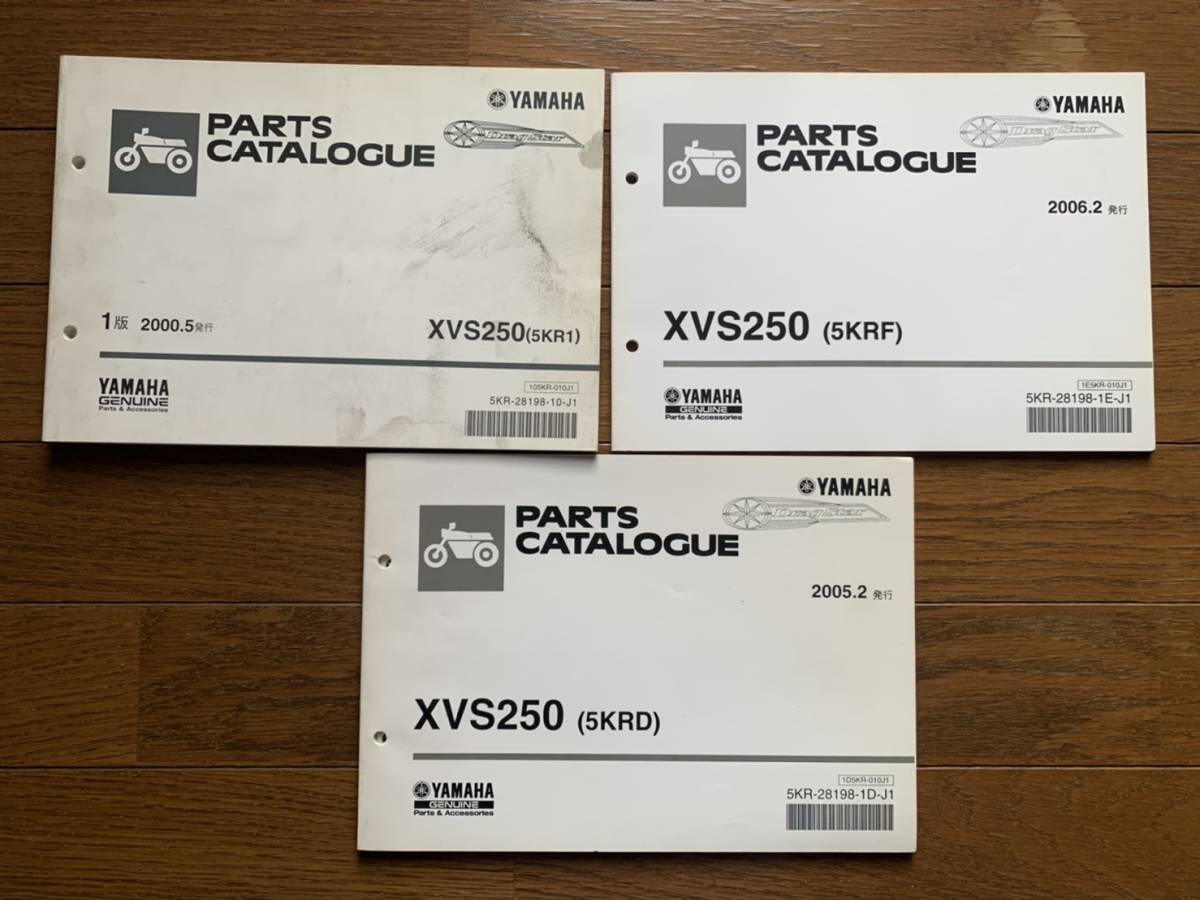 YAMAHA
DragStar
PARTS
CATALOGUE
1版 2000.5発行
XVS250(5KR1)
YAMAHA
GENUINE
Parts & Accessories
105KR-010J1
5KR-28198-10-J1
YAMAHA
DragStar
PARTS
CATALOGUE
2006.2 発行
XVS250 (5KRF)
YAMAHA
GENUINE
Parts & Accessories
1E5KR-010J1
5KR-28198-1E-J1
YAMAHA
DragStar
PARTS
CATALOGUE
2005.2 発行
XVS250 (5KRD)
YAMAHA
GENUINE
Parts & Accessories
1D5KR-010J1
5KR-28198-1D-J1